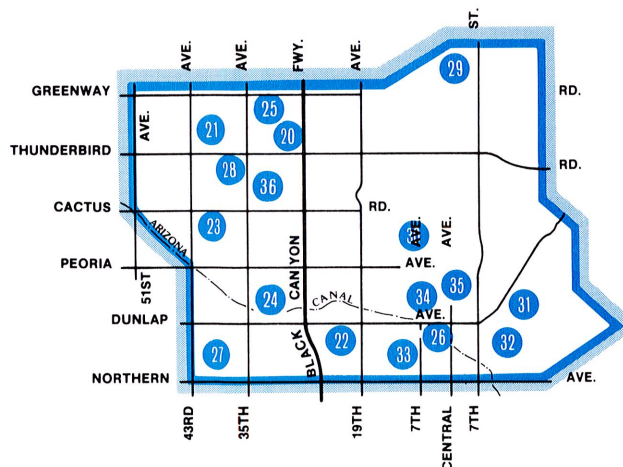 AVE. AVE. FWY. AVE. ST.
29
GREENWAY RD.
25
21 20
AVE.
THUNDERBIRD RD.
28
36
CACTUS RD.
23
ARIZONA
AVE. AVE.
PEORIA AVE.
51ST
CANYON
CANAL
24 34 35 31
DUNLAP AVE.
BLACK
22 26 32
27 33
NORTHERN AVE.
43RD 35TH 19TH 7TH CENTRAL 7TH